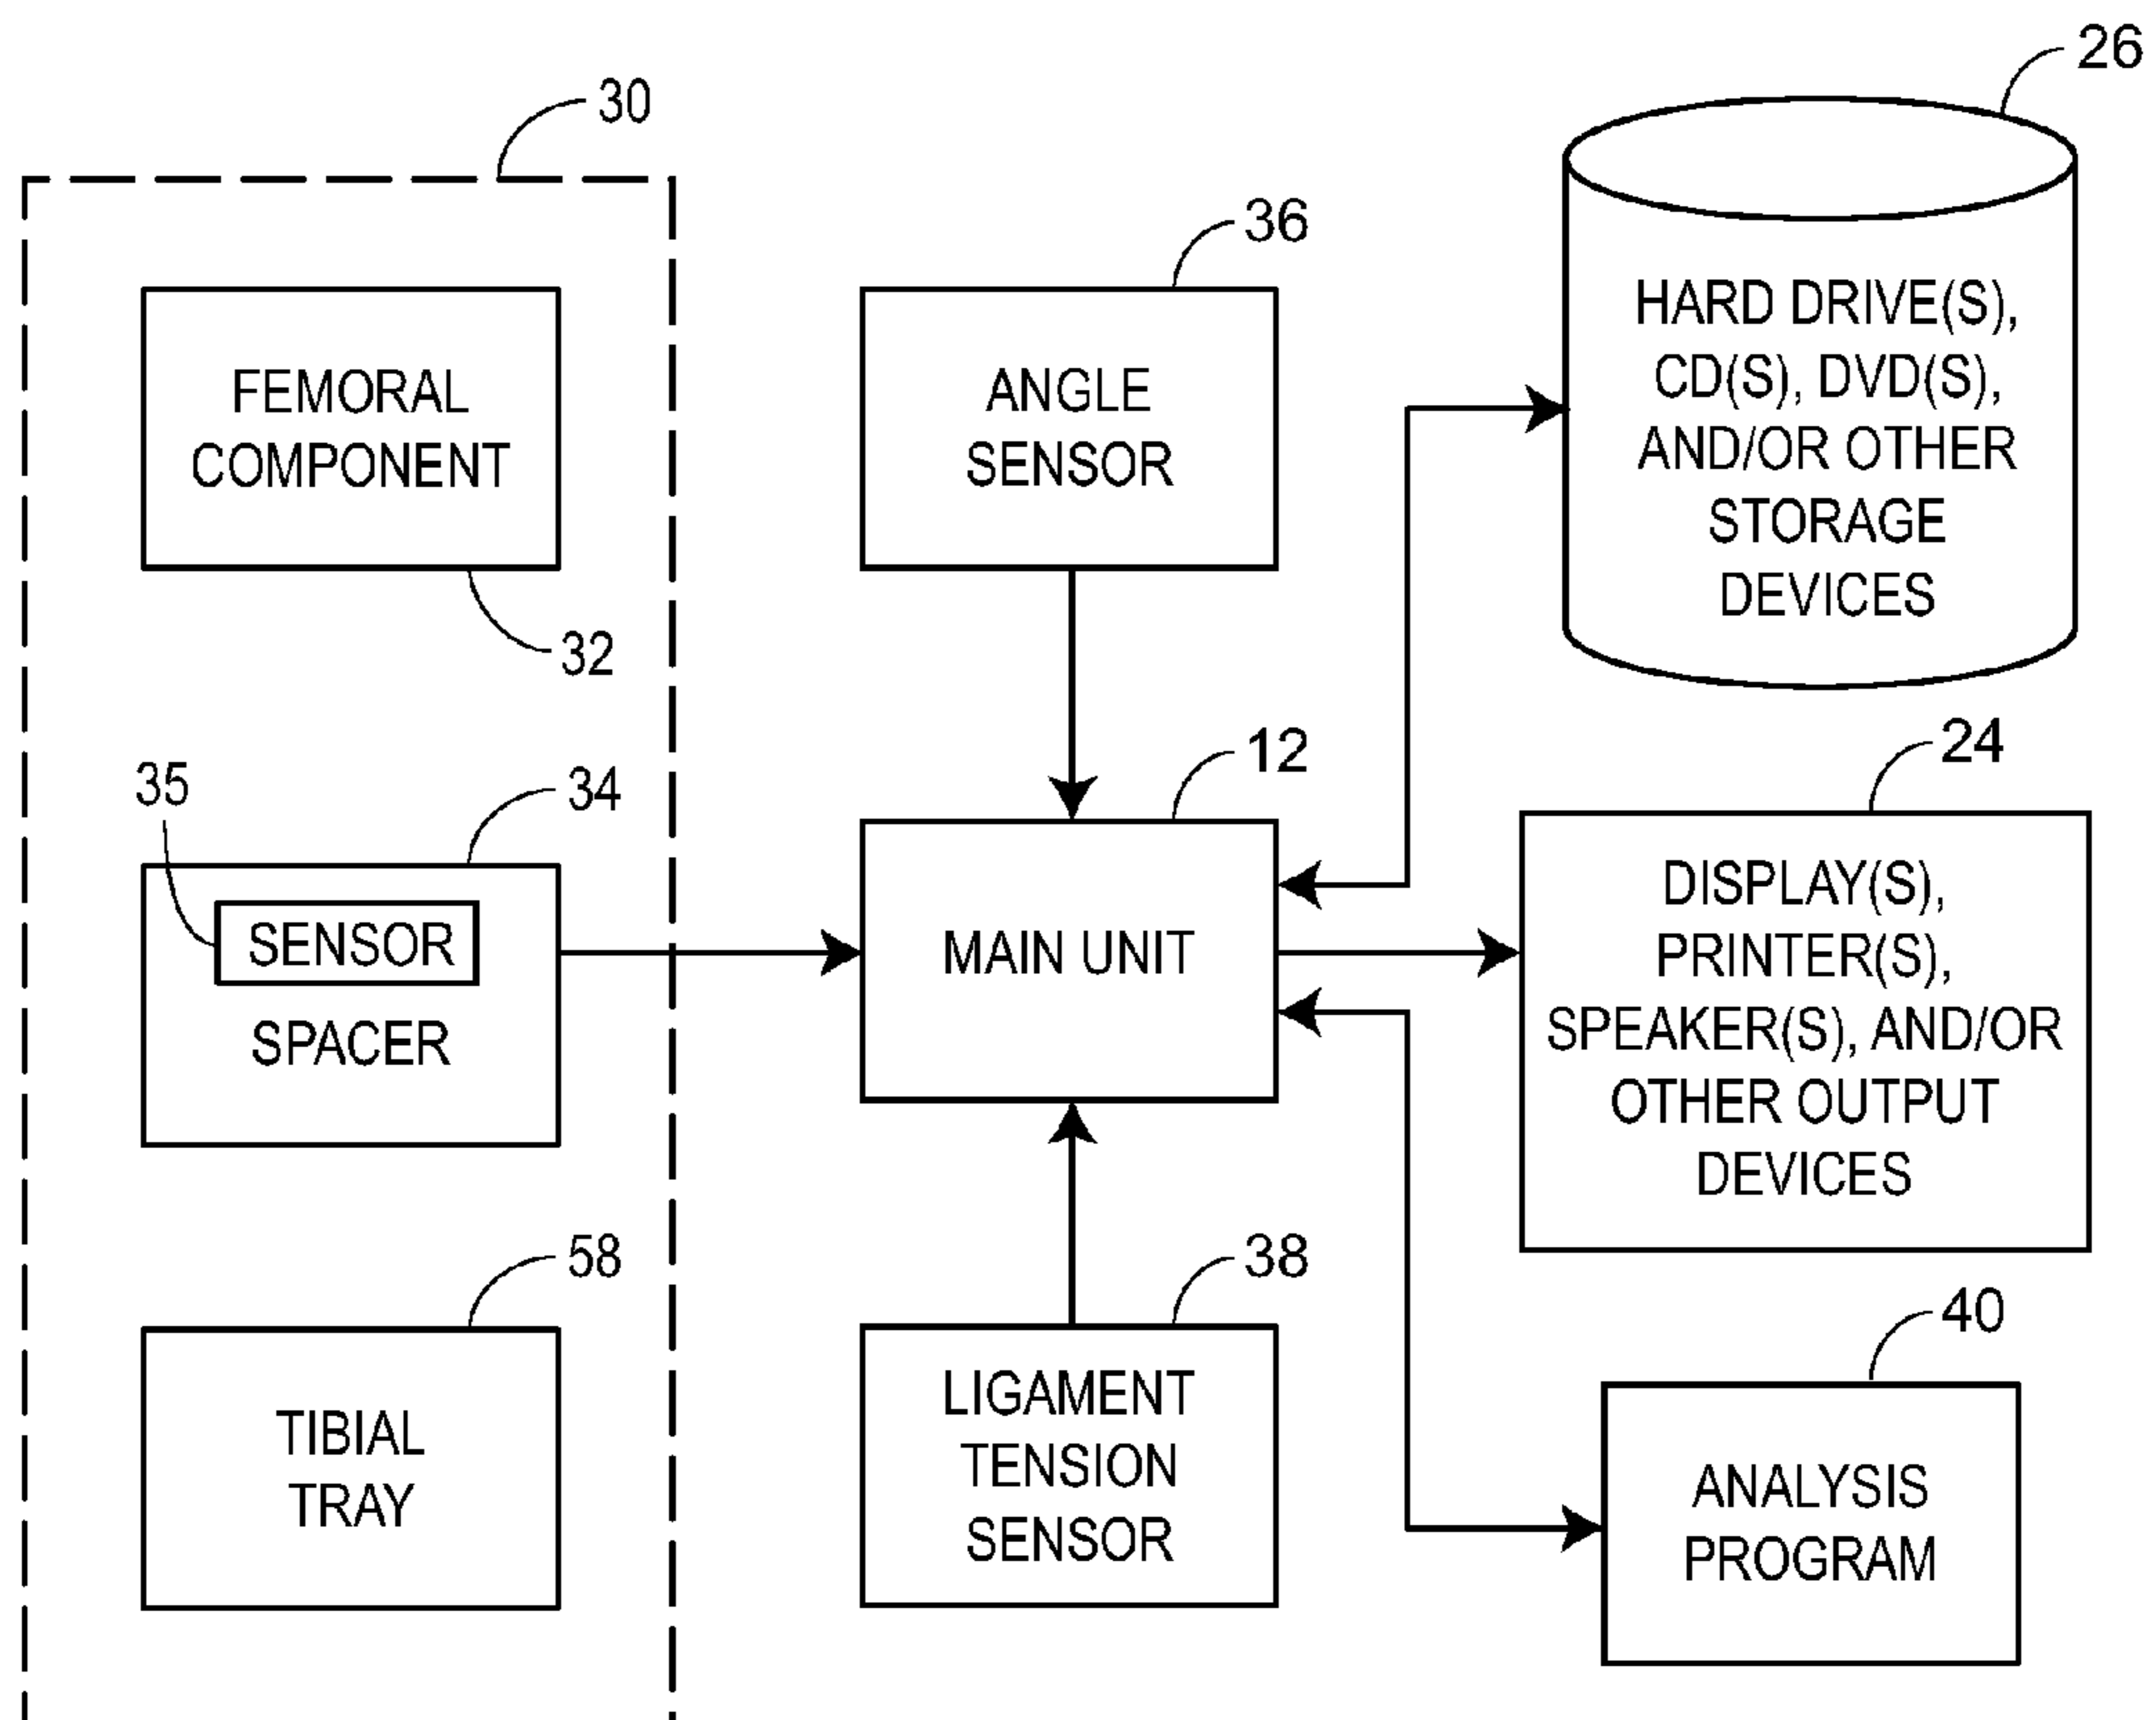 30
FEMORAL
COMPONENT
32
35
34
SENSOR
SPACER
58
TIBIAL
TRAY
36
ANGLE
SENSOR
12
MAIN UNIT
38
LIGAMENT
TENSION
SENSOR
26
HARD DRIVE(S),
CD(S), DVD(S),
AND/OR OTHER
STORAGE
DEVICES
24
DISPLAY(S),
PRINTER(S),
SPEAKER(S), AND/OR
OTHER OUTPUT
DEVICES
40
ANALYSIS
PROGRAM